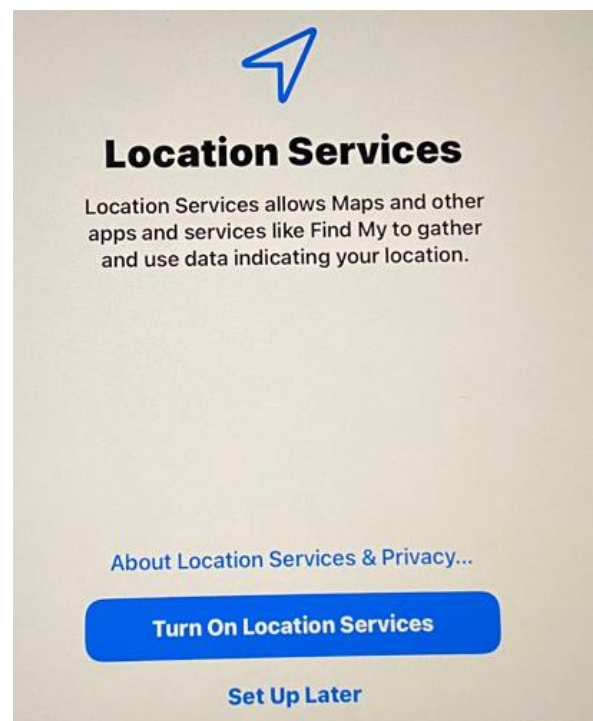 Location Services
Location Services allows Maps and other
apps and services like Find My to gather
and use data indicating your location.
About Location Services & Privacy...
Turn On Location Services
Set Up Later